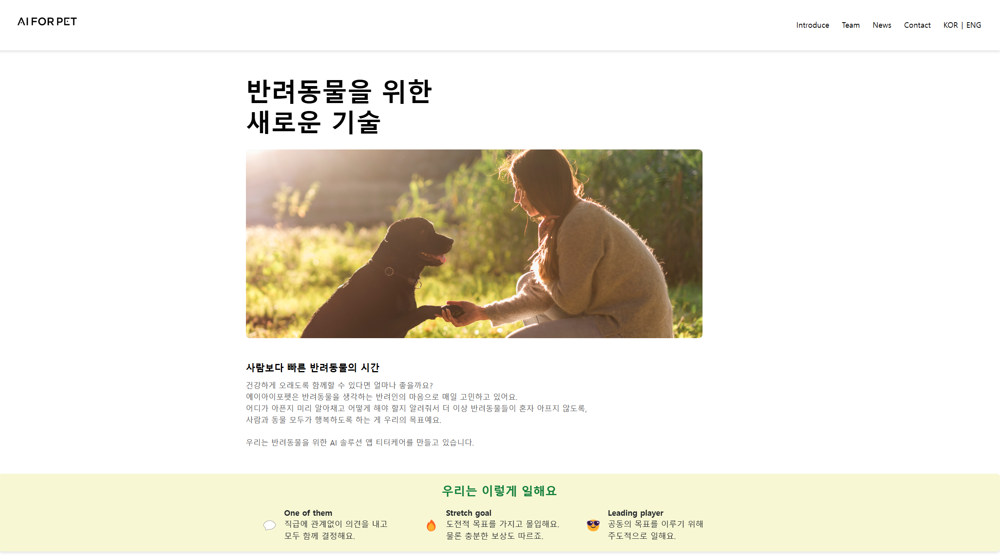 AI FOR PET
Introduce Team News Contact KOR | ENG
반려동물을 위한
새로운 기술
사람보다 빠른 반려동물의 시간
건강하게 오래도록 함께할 수 있다면 얼마나 좋을까요?
에이아이포펫은 반려동물을 생각하는 반려인의 마음으로 매일 고민하고 있어요.
어디가 아픈지 미리 알아채고 어떻게 해야 할지 알려줘서 더 이상 반려동물들이 혼자 아프지 않도록,
사람과 동물 모두가 행복하도록 하는 게 우리의 목표예요.
우리는 반려동물을 위한 AI 솔루션 앱 티터케어를 만들고 있습니다.
우리는 이렇게 일해요
One of them
직급에 관계없이 의견을 내고
모두 함께 결정해요.
Stretch goal
도전적 목표를 가지고 몰입해요.
물론 충분한 보상도 따르죠.
Leading player
공동의 목표를 이루기 위해
주도적으로 일해요.